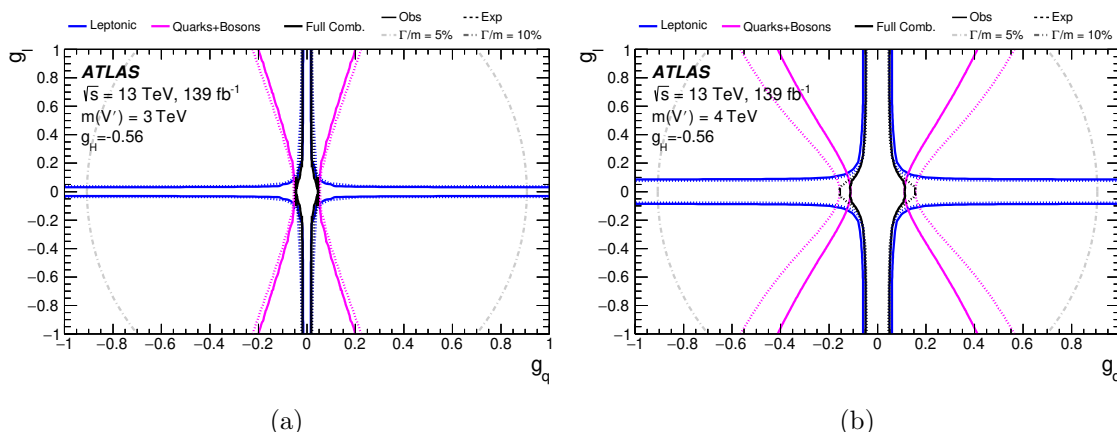 Leptonic Quarks+Bosons Full Comb. Obs Exp
Γ/m = 5% Γ/m = 10%
g_l
ATLAS
√s = 13 TeV, 139 fb⁻¹
m(V′) = 3 TeV
g_H=-0.56
1
0.8
0.6
0.4
0.2
0
−0.2
−0.4
−0.6
−0.8
−1
−1 −0.8 −0.6 −0.4 −0.2 0 0.2 0.4 0.6 0.8 1
g_q
(a)
Leptonic Quarks+Bosons Full Comb. Obs Exp
Γ/m = 5% Γ/m = 10%
g_l
ATLAS
√s = 13 TeV, 139 fb⁻¹
m(V′) = 4 TeV
g_H=-0.56
1
0.8
0.6
0.4
0.2
0
−0.2
−0.4
−0.6
−0.8
−1
−0.8 −0.6 −0.4 −0.2 0 0.2 0.4 0.6 0.8
(b)